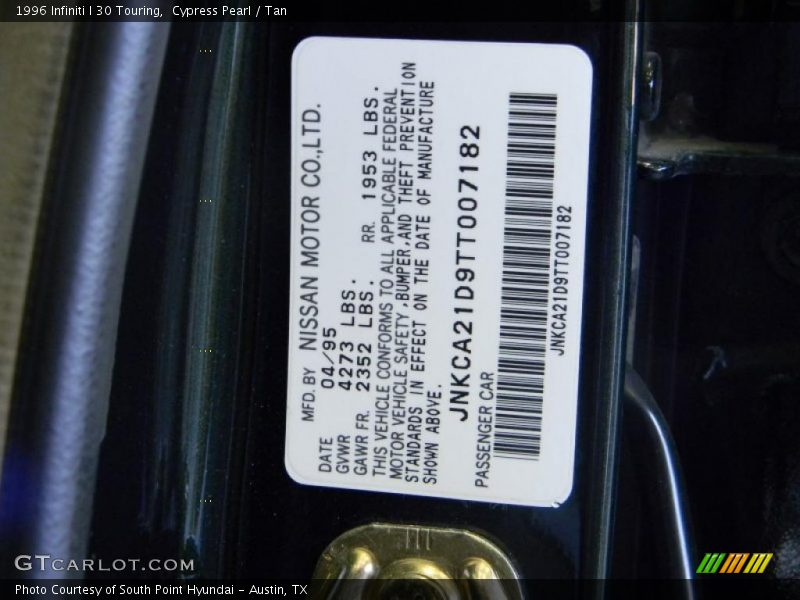 1996 Infiniti I 30 Touring,  Cypress Pearl / Tan
MFD. BY NISSAN MOTOR CO.,LTD.
DATE 04/95
GVWR 4273 LBS.
GAWR FR. 2352 LBS. RR. 1953 LBS.
THIS VEHICLE CONFORMS TO ALL APPLICABLE FEDERAL
MOTOR VEHICLE SAFETY ,BUMPER,AND THEFT PREVENTION
STANDARDS IN EFFECT ON THE DATE OF MANUFACTURE
SHOWN ABOVE.
JNKCA21D9TT007182
PASSENGER CAR
JNKCA21D9TT007182
GTCARLOT.COM
Photo Courtesy of South Point Hyundai - Austin, TX